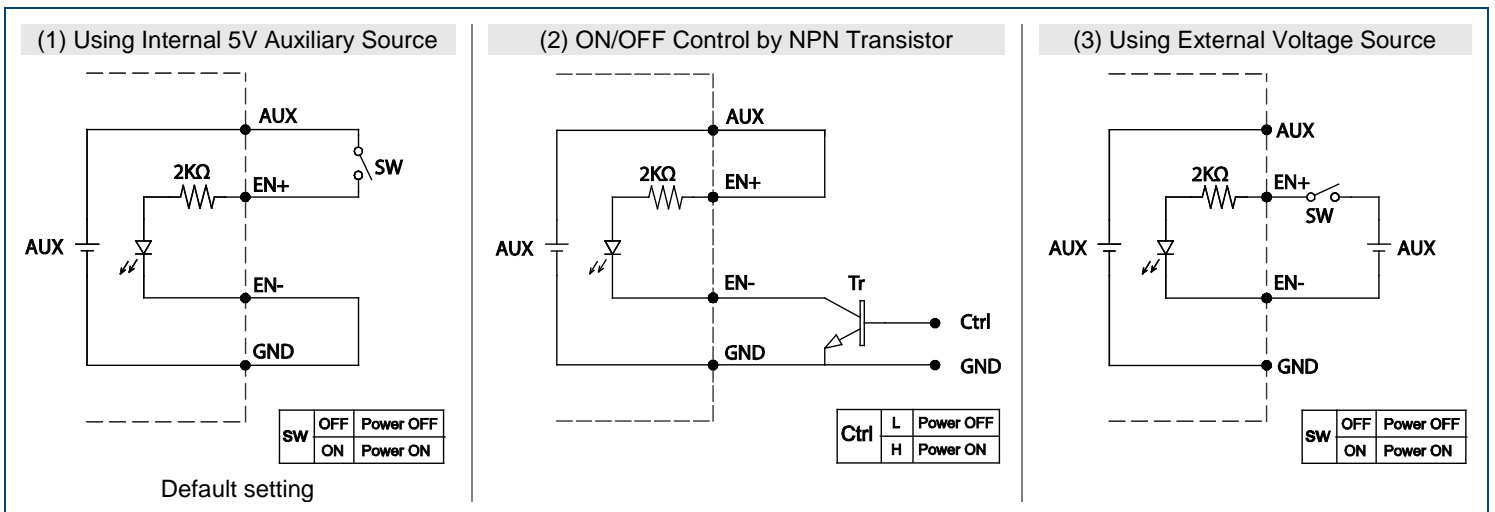 (1) Using Internal 5V Auxiliary Source
AUX
2KΩ
EN+
SW
AUX
EN-
GND
SW
OFF Power OFF
ON Power ON
Default setting
(2) ON/OFF Control by NPN Transistor
AUX
2KΩ
EN+
AUX
EN-
Tr
Ctrl
GND
GND
Ctrl
L Power OFF
H Power ON
(3) Using External Voltage Source
AUX
2KΩ
EN+
SW
AUX
AUX
EN-
GND
SW
OFF Power OFF
ON Power ON